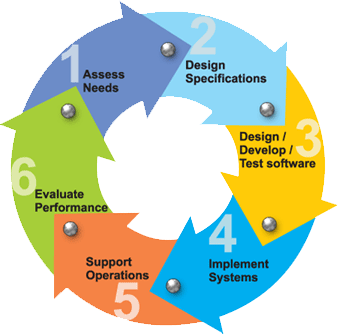 1
Assess
Needs
2
Design
Specifications
3
Design /
Develop /
Test software
4
Implement
Systems
5
Support
Operations
6
Evaluate
Performance